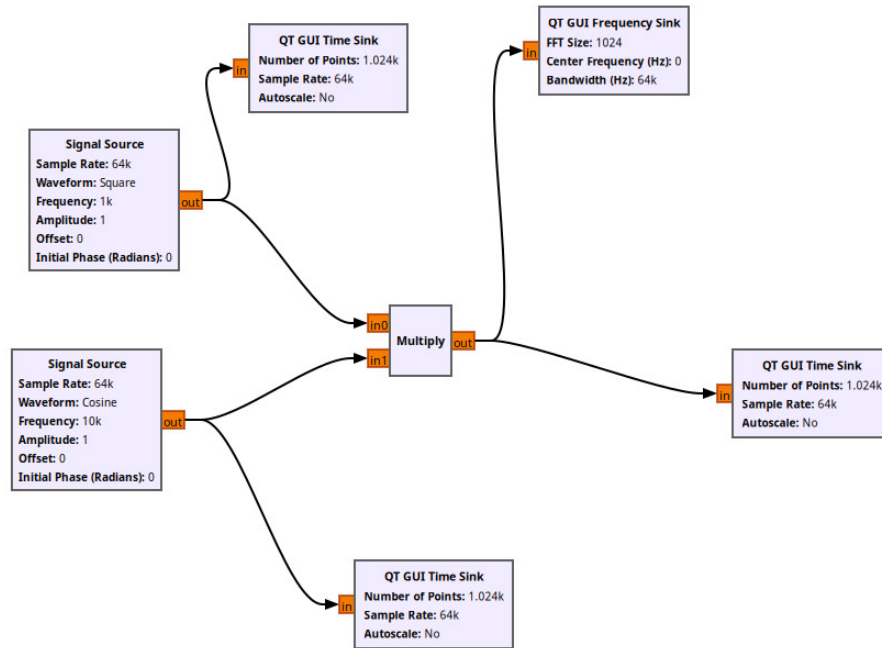 QT GUI Time Sink
Number of Points: 1.024k
Sample Rate: 64k
Autoscale: No
in
QT GUI Frequency Sink
FFT Size: 1024
Center Frequency (Hz): 0
Bandwidth (Hz): 64k
in
Signal Source
Sample Rate: 64k
Waveform: Square
Frequency: 1k
Amplitude: 1
Offset: 0
Initial Phase (Radians): 0
out
in0
in1
Multiply
out
Signal Source
Sample Rate: 64k
Waveform: Cosine
Frequency: 10k
Amplitude: 1
Offset: 0
Initial Phase (Radians): 0
out
QT GUI Time Sink
Number of Points: 1.024k
Sample Rate: 64k
Autoscale: No
in
QT GUI Time Sink
Number of Points: 1.024k
Sample Rate: 64k
Autoscale: No
in